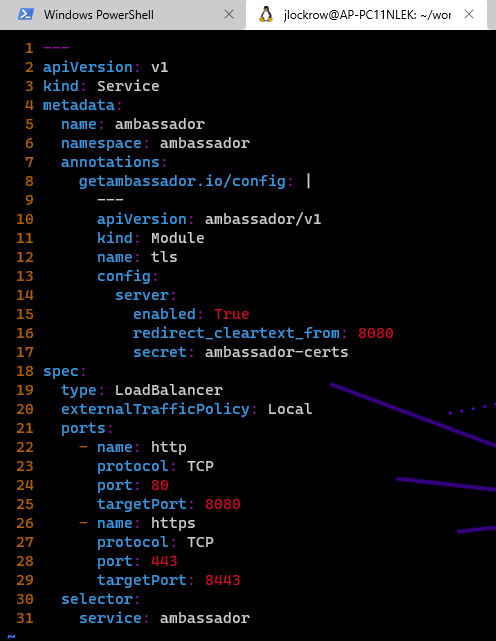 Windows PowerShell
jlockrow@AP-PC11NLEK: ~/wor
1 ---
2 apiVersion: v1
3 kind: Service
4 metadata:
5   name: ambassador
6   namespace: ambassador
7   annotations:
8     getambassador.io/config: |
9       ---
10       apiVersion: ambassador/v1
11       kind: Module
12       name: tls
13       config:
14         server:
15           enabled: True
16           redirect_cleartext_from: 8080
17           secret: ambassador-certs
18 spec:
19   type: LoadBalancer
20   externalTrafficPolicy: Local
21   ports:
22     - name: http
23       protocol: TCP
24       port: 80
25       targetPort: 8080
26     - name: https
27       protocol: TCP
28       port: 443
29       targetPort: 8443
30   selector:
31     service: ambassador
~